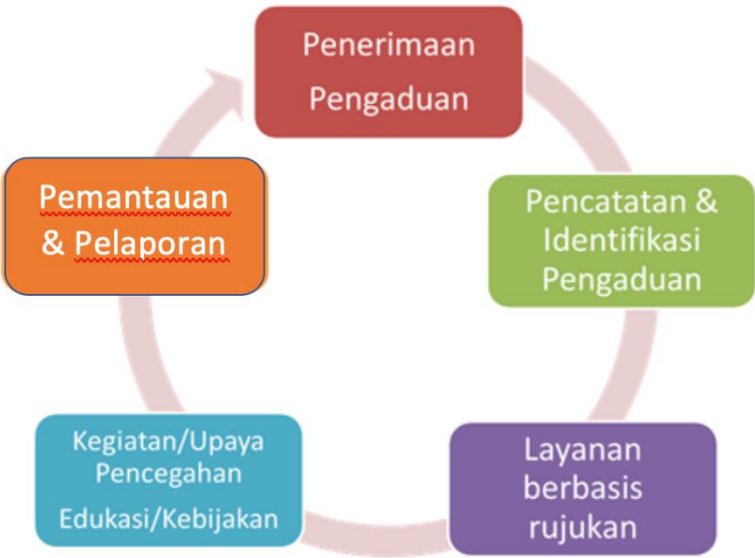 Penerimaan
Pengaduan
Pencatatan &
Identifikasi
Pengaduan
Layanan
berbasis
rujukan
Kegiatan/Upaya
Pencegahan
Edukasi/Kebijakan
Pemantauan
& Pelaporan